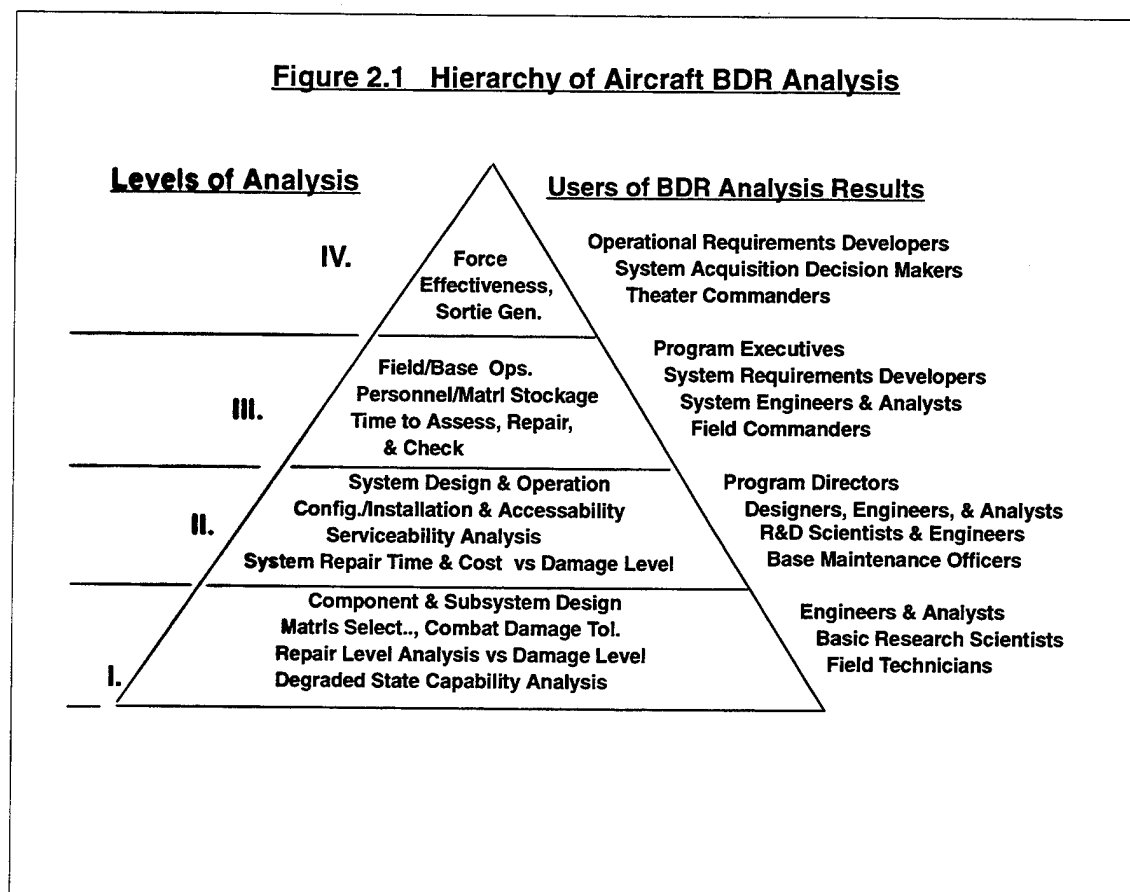 Figure 2.1 Hierarchy of Aircraft BDR Analysis
Levels of Analysis
Users of BDR Analysis Results
IV.
Force
Effectiveness,
Sortie Gen.
Operational Requirements Developers
System Acquisition Decision Makers
Theater Commanders
III.
Field/Base Ops.
Personnel/Matrl Stockage
Time to Assess, Repair,
& Check
Program Executives
System Requirements Developers
System Engineers & Analysts
Field Commanders
II.
System Design & Operation
Config./Installation & Accessability
Serviceability Analysis
System Repair Time & Cost vs Damage Level
Program Directors
Designers, Engineers, & Analysts
R&D Scientists & Engineers
Base Maintenance Officers
I.
Component & Subsystem Design
Matrls Select.., Combat Damage Tol.
Repair Level Analysis vs Damage Level
Degraded State Capability Analysis
Engineers & Analysts
Basic Research Scientists
Field Technicians